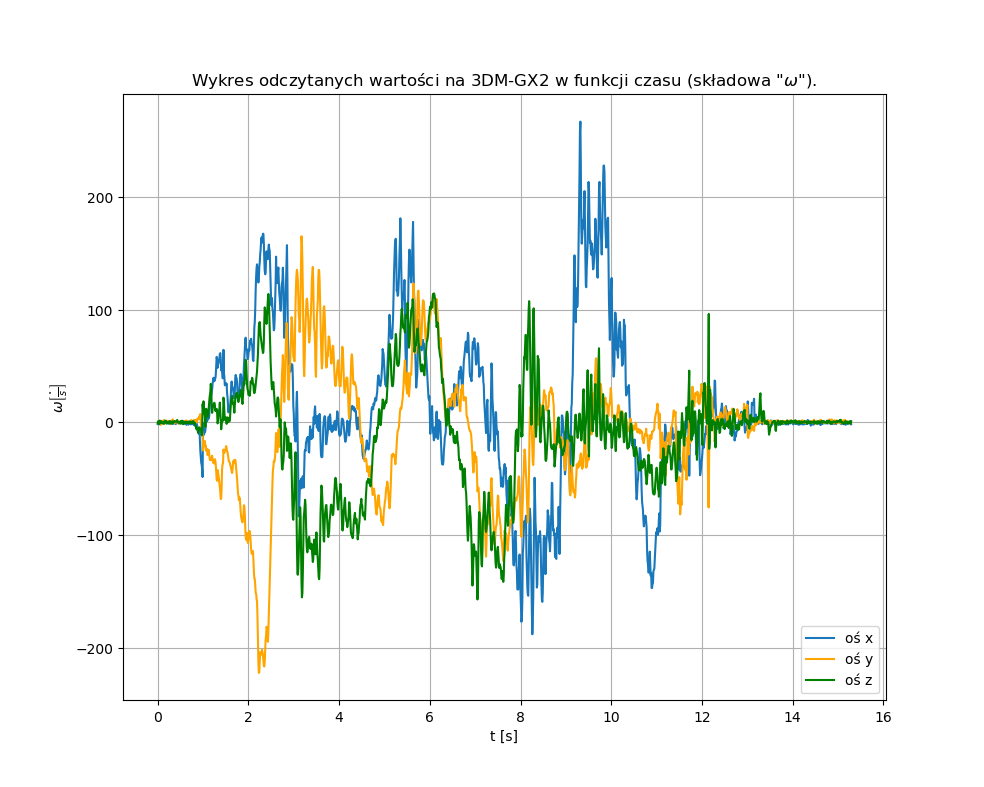 Wykres odczytanych wartości na 3DM-GX2 w funkcji czasu (składowa "ω").
200
100
0
−100
−200
ω[°/s]
0 2 4 6 8 10 12 14 16
t [s]
oś x
oś y
oś z